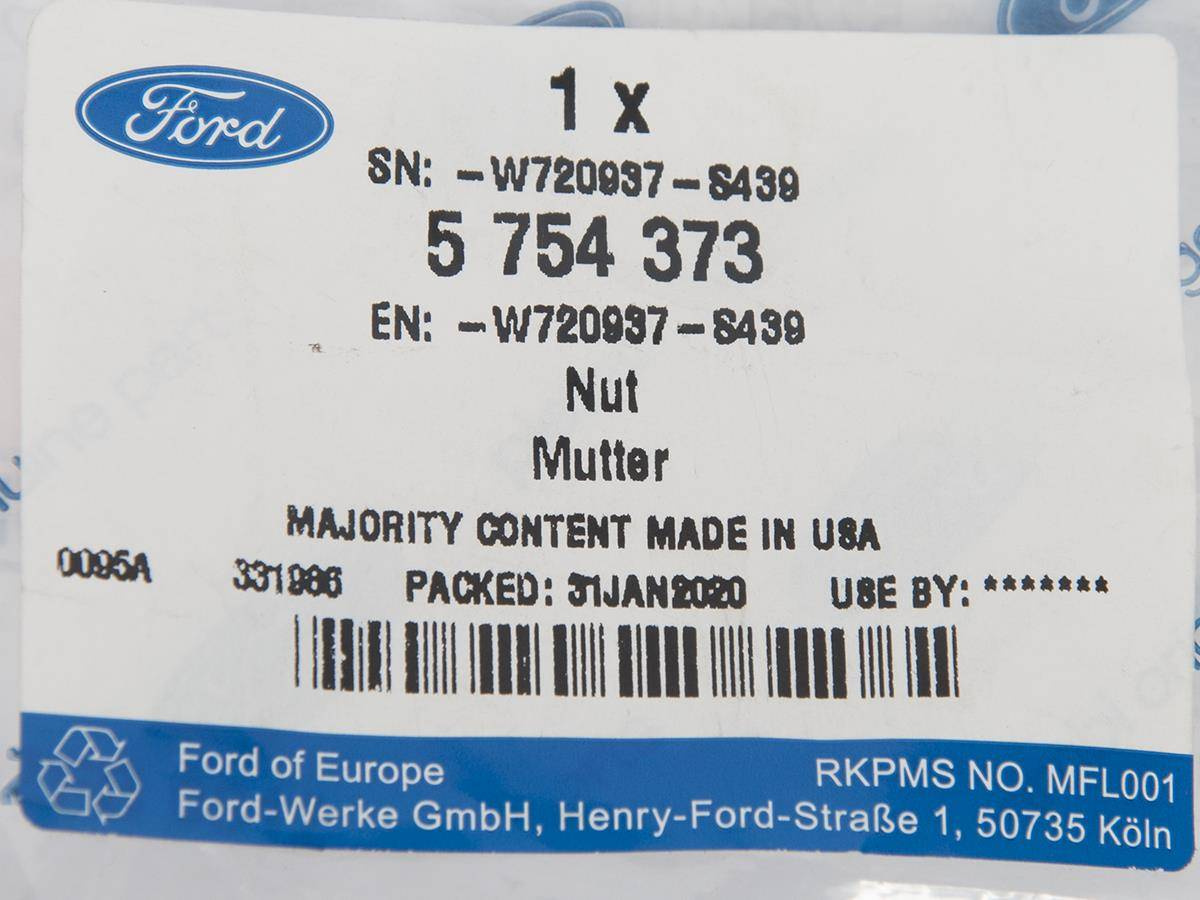 Ford
1 x
SN: -W720937-S439
5 754 373
EN: -W720937-S439
Nut
Mutter
MAJORITY CONTENT MADE IN USA
0095A 331986 PACKED: 31JAN2020 USE BY: *******
Ford of Europe
RKPMS NO. MFL001
Ford-Werke GmbH, Henry-Ford-Straße 1, 50735 Köln